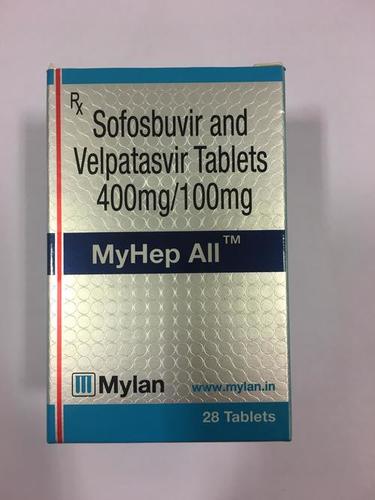 Rx
Sofosbuvir and
Velpatasvir Tablets
400mg/100mg
MyHep All™
Mylan
www.mylan.in
28 Tablets